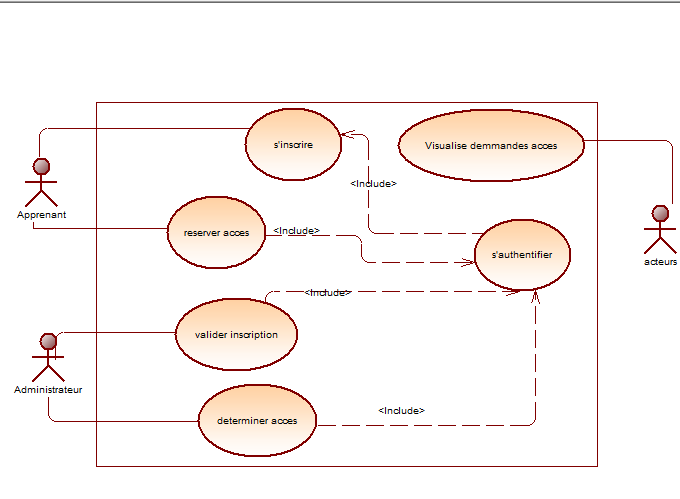 s'inscrire
Visualise demmandes acces
<Include>
Apprenant
reserver acces
<Include>
s'authentifier
acteurs
<Include>
valider inscription
Administrateur
<Include>
determiner acces